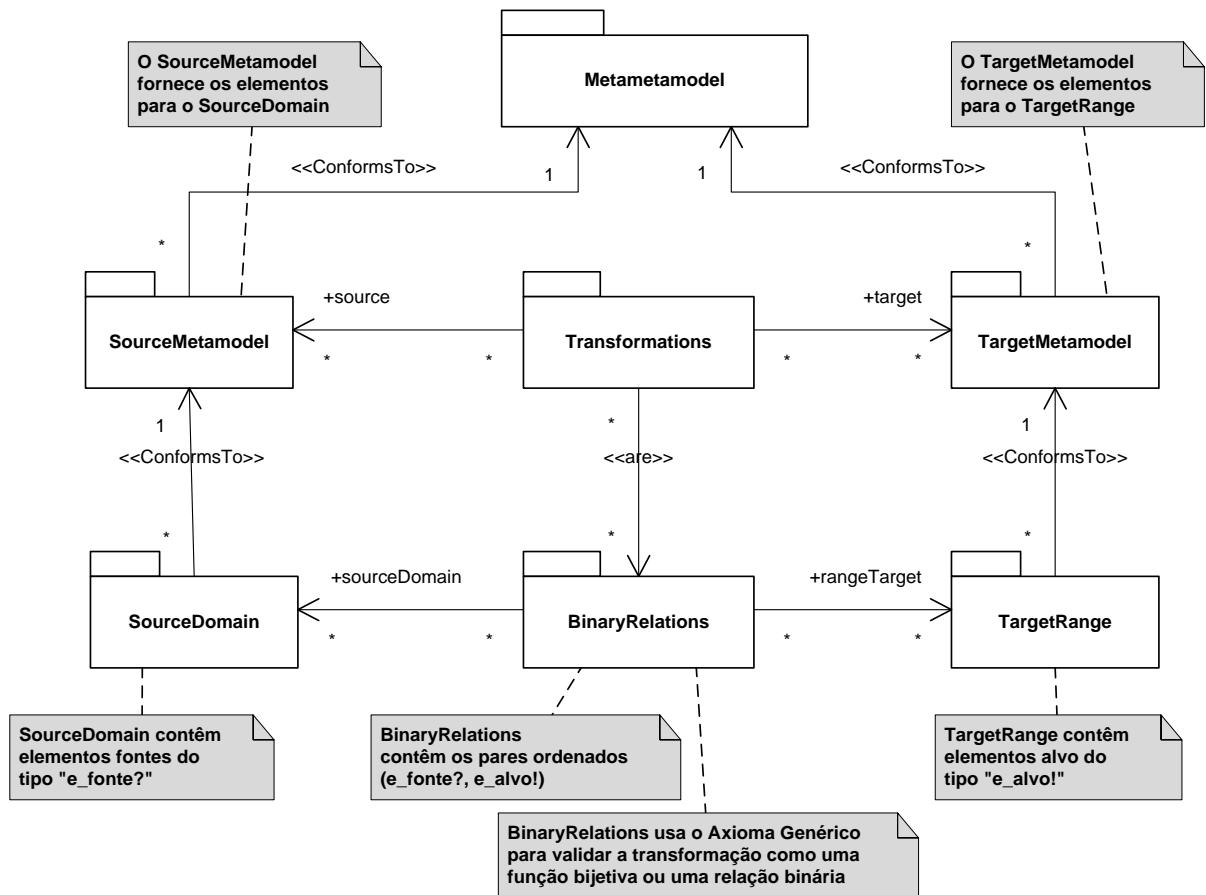 O SourceMetamodel
fornece os elementos
para o SourceDomain
Metametamodel
O TargetMetamodel
fornece os elementos
para o TargetRange
<<ConformsTo>>
1
1
<<ConformsTo>>
*
*
SourceMetamodel
+source
*
*
Transformations
+target
*
*
TargetMetamodel
1
<<ConformsTo>>
*
*
<<are>>
*
1
<<ConformsTo>>
*
SourceDomain
+sourceDomain
*
*
BinaryRelations
+rangeTarget
*
*
TargetRange
SourceDomain contêm
elementos fontes do
tipo "e_fonte?"
BinaryRelations
contêm os pares ordenados
(e_fonte?, e_alvo!)
TargetRange contêm
elementos alvo do
tipo "e_alvo!"
BinaryRelations usa o Axioma Genérico
para validar a transformação como uma
função bijetiva ou uma relação binária